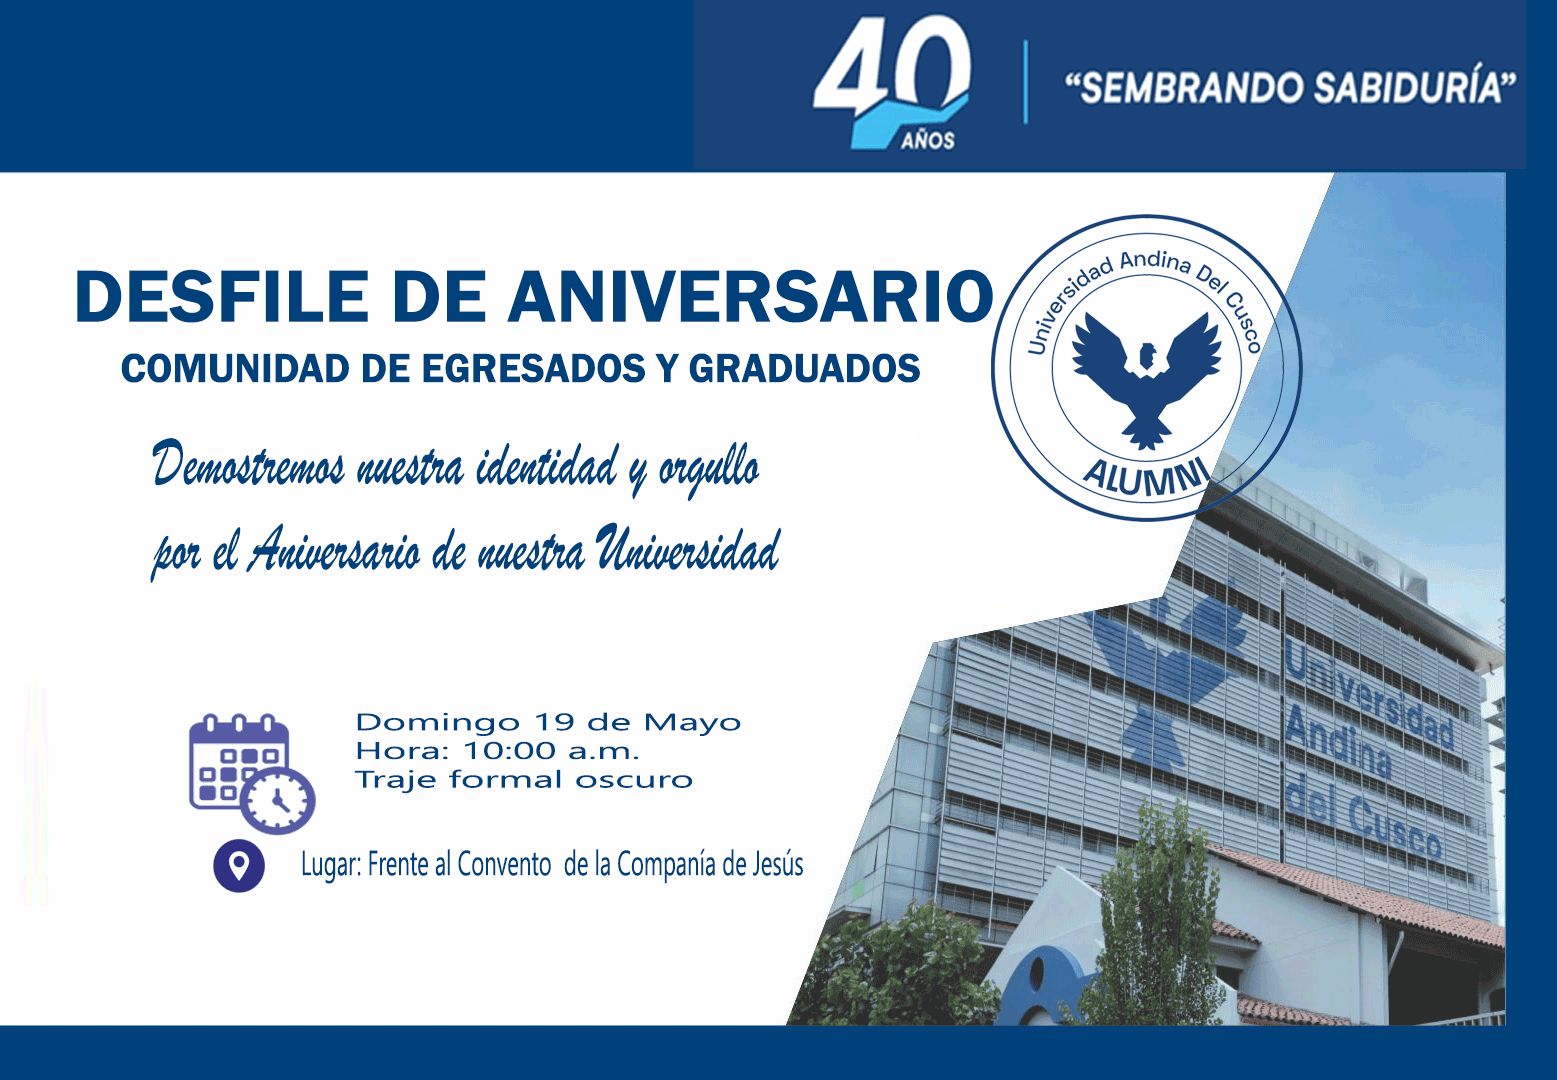 40
AÑOS
“SEMBRANDO SABIDURÍA”
DESFILE DE ANIVERSARIO
COMUNIDAD DE EGRESADOS Y GRADUADOS
Universidad Andina Del Cusco
ALUMNI
Demostremos nuestra identidad y orgullo
por el Aniversario de nuestra Universidad
Universidad
Andina
del Cusco
Domingo 19 de Mayo
Hora: 10:00 a.m.
Traje formal oscuro
Lugar: Frente al Convento de la Companía de Jesús